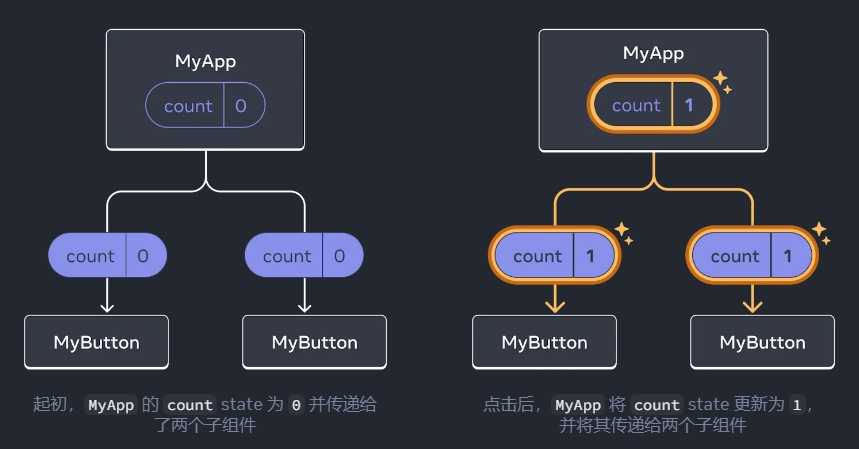 MyApp
count 0
count 0
count 0
MyButton
MyButton
起初，MyApp 的 count state 为 0 并传递给
了两个子组件
MyApp
count 1
count 1
count 1
MyButton
MyButton
点击后，MyApp 将 count state 更新为 1，
并将其传递给两个子组件